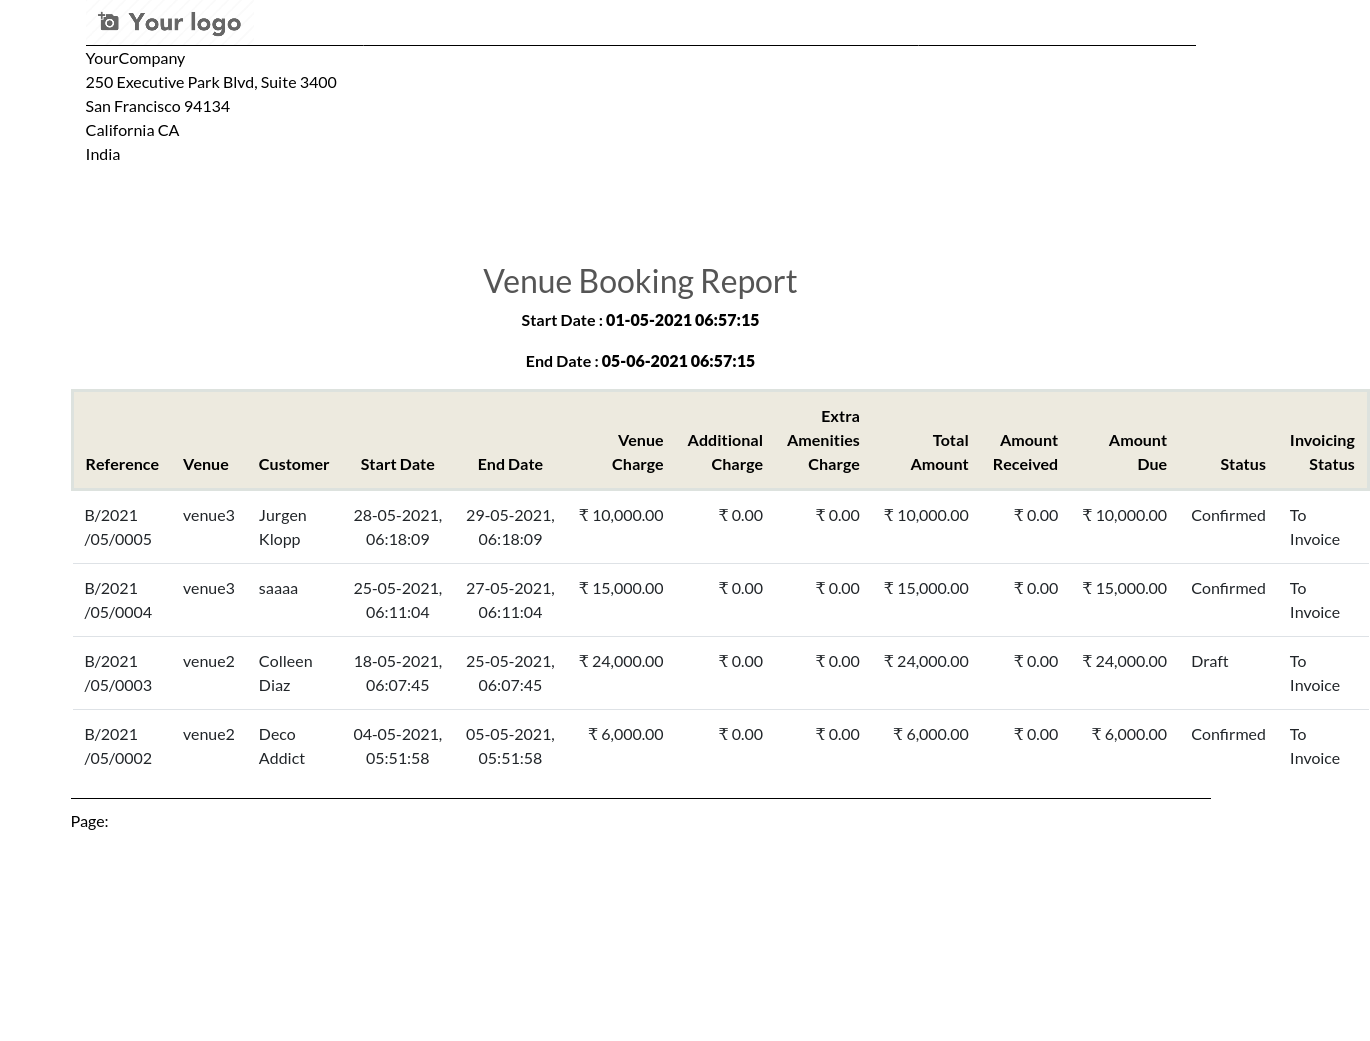 Your logo
YourCompany
250 Executive Park Blvd, Suite 3400
San Francisco 94134
California CA
India
Venue Booking Report
Start Date : 01-05-2021 06:57:15
End Date : 05-06-2021 06:57:15
Reference Venue Customer Start Date End Date Venue Charge Additional Charge Extra Amenities Charge Total Amount Amount Received Amount Due Status Invoicing Status
B/2021 venue3 Jurgen 28-05-2021, 29-05-2021, ₹ 10,000.00 ₹ 0.00 ₹ 0.00 ₹ 10,000.00 ₹ 0.00 ₹ 10,000.00 Confirmed To
/05/0005 Klopp 06:18:09 06:18:09 Invoice
B/2021 venue3 saaaa 25-05-2021, 27-05-2021, ₹ 15,000.00 ₹ 0.00 ₹ 0.00 ₹ 15,000.00 ₹ 0.00 ₹ 15,000.00 Confirmed To
/05/0004 06:11:04 06:11:04 Invoice
B/2021 venue2 Colleen 18-05-2021, 25-05-2021, ₹ 24,000.00 ₹ 0.00 ₹ 0.00 ₹ 24,000.00 ₹ 0.00 ₹ 24,000.00 Draft To
/05/0003 Diaz 06:07:45 06:07:45 Invoice
B/2021 venue2 Deco 04-05-2021, 05-05-2021, ₹ 6,000.00 ₹ 0.00 ₹ 0.00 ₹ 6,000.00 ₹ 0.00 ₹ 6,000.00 Confirmed To
/05/0002 Addict 05:51:58 05:51:58 Invoice
Page: